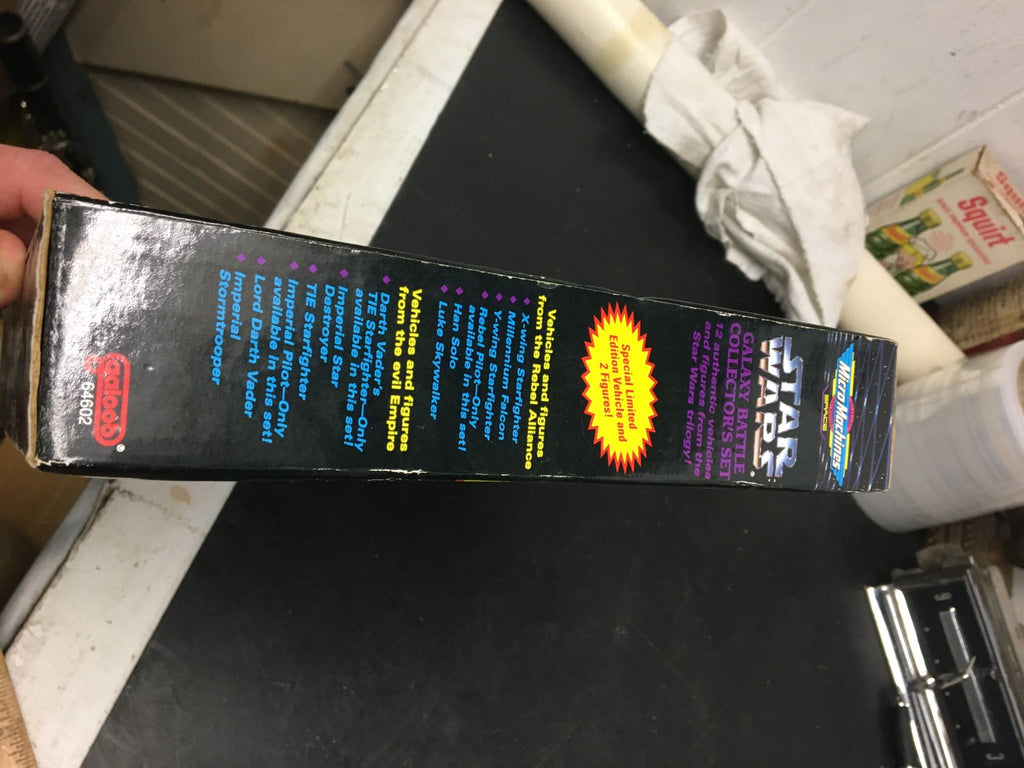 Micro Machines
SPACE
STAR
WARS
GALAXY BATTLE
COLLECTOR'S SET
12 authentic vehicles
and figures from the
Star Wars trilogy!
Special Limited
Edition Vehicle and
2 Figures!
Vehicles and figures
from the Rebel Alliance
◆ X-wing Starfighter
◆ Millennium Falcon
◆ Y-wing Starfighter
◆ Rebel Pilot—Only
available in this set!
◆ Han Solo
◆ Luke Skywalker
Vehicles and figures
from the evil Empire
◆ Darth Vader's
TIE Starfighter—Only
available in this set!
◆ Imperial Star
Destroyer
◆ TIE Starfighter
◆ Imperial Pilot—Only
available in this set!
◆ Lord Darth Vader
◆ Imperial
Stormtrooper
Galoob®
64602
Squirt